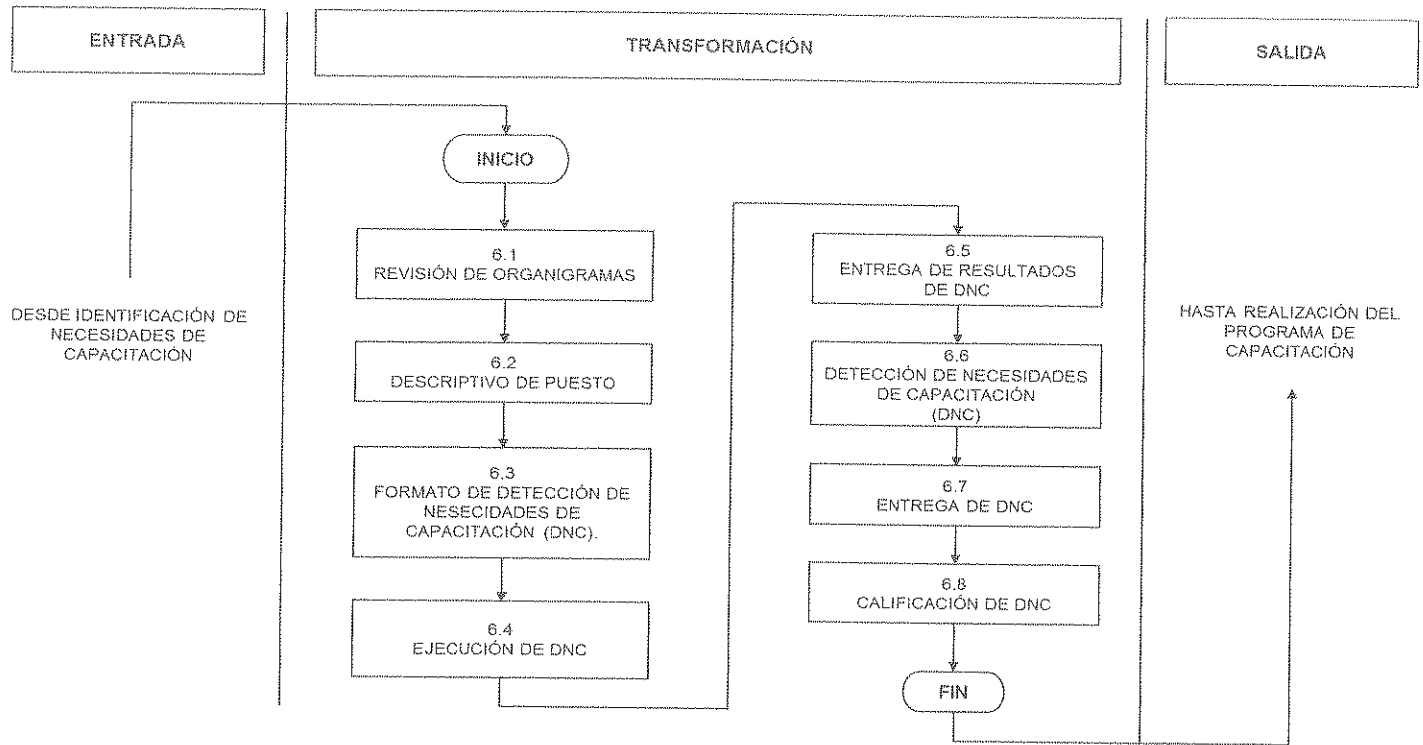 ENTRADA
TRANSFORMACIÓN
SALIDA
DESDE IDENTIFICACIÓN DE
NECESIDADES DE
CAPACITACIÓN
INICIO
6.1
REVISIÓN DE ORGANIGRAMAS
6.2
DESCRIPTIVO DE PUESTO
6.3
FORMATO DE DETECCIÓN DE
NESECIDADES DE
CAPACITACIÓN (DNC).
6.4
EJECUCIÓN DE DNC
6.5
ENTREGA DE RESULTADOS
DE DNC
6.6
DETECCIÓN DE NECESIDADES
DE CAPACITACIÓN
(DNC)
6.7
ENTREGA DE DNC
6.8
CALIFICACIÓN DE DNC
FIN
HASTA REALIZACIÓN DEL
PROGRAMA DE
CAPACITACIÓN